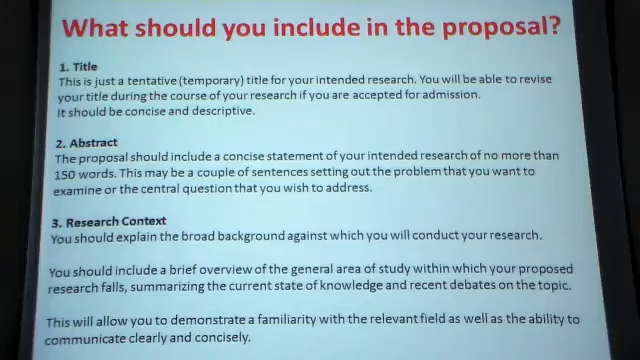 What should you include in the proposal?
1. Title
This is just a tentative (temporary) title for your intended research. You will be able to revise
your title during the course of your research if you are accepted for admission.
It should be concise and descriptive.
2. Abstract
The proposal should include a concise statement of your intended research of no more than
150 words. This may be a couple of sentences setting out the problem that you want to
examine or the central question that you wish to address.
3. Research Context
You should explain the broad background against which you will conduct your research.
You should include a brief overview of the general area of study within which your proposed
research falls, summarizing the current state of knowledge and recent debates on the topic.
This will allow you to demonstrate a familiarity with the relevant field as well as the ability to
communicate clearly and concisely.